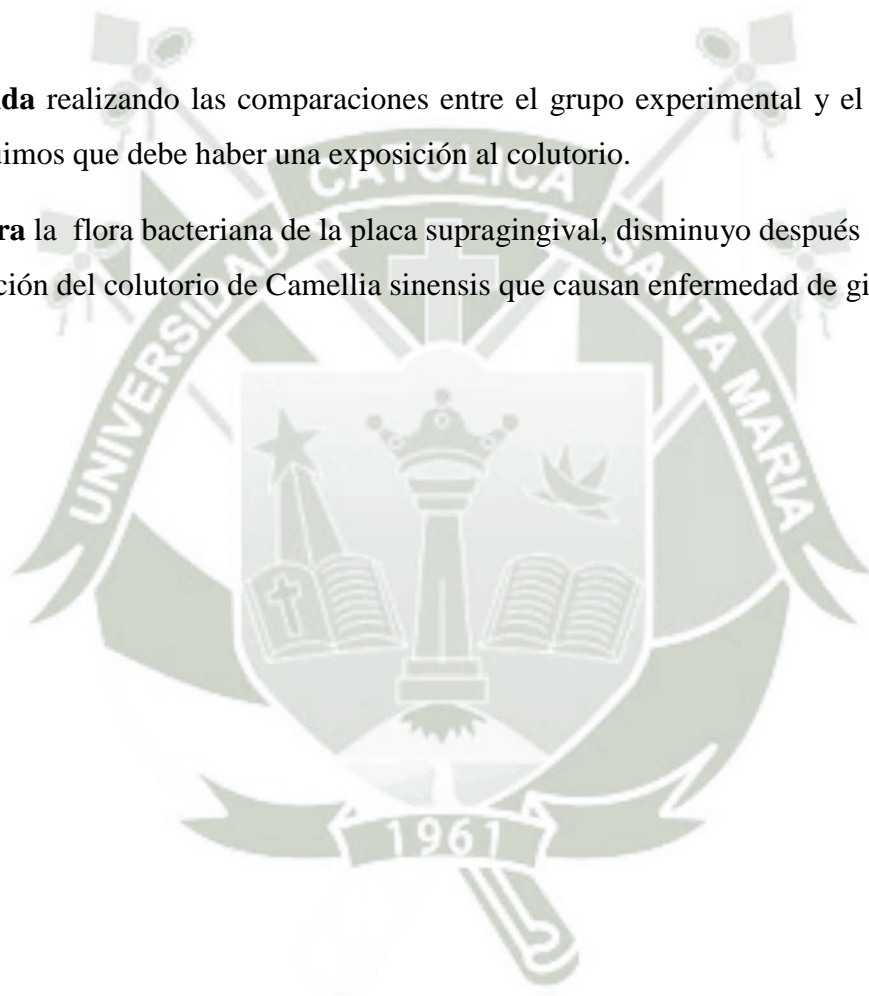 da realizando las comparaciones entre el grupo experimental y el
uimos que debe haber una exposición al colutorio.
ra la flora bacteriana de la placa supragingival, disminuyo después
ción del colutorio de Camellia sinensis que causan enfermedad de gi
UNIVERSIDAD CATOLICA SANTA MARIA
1961